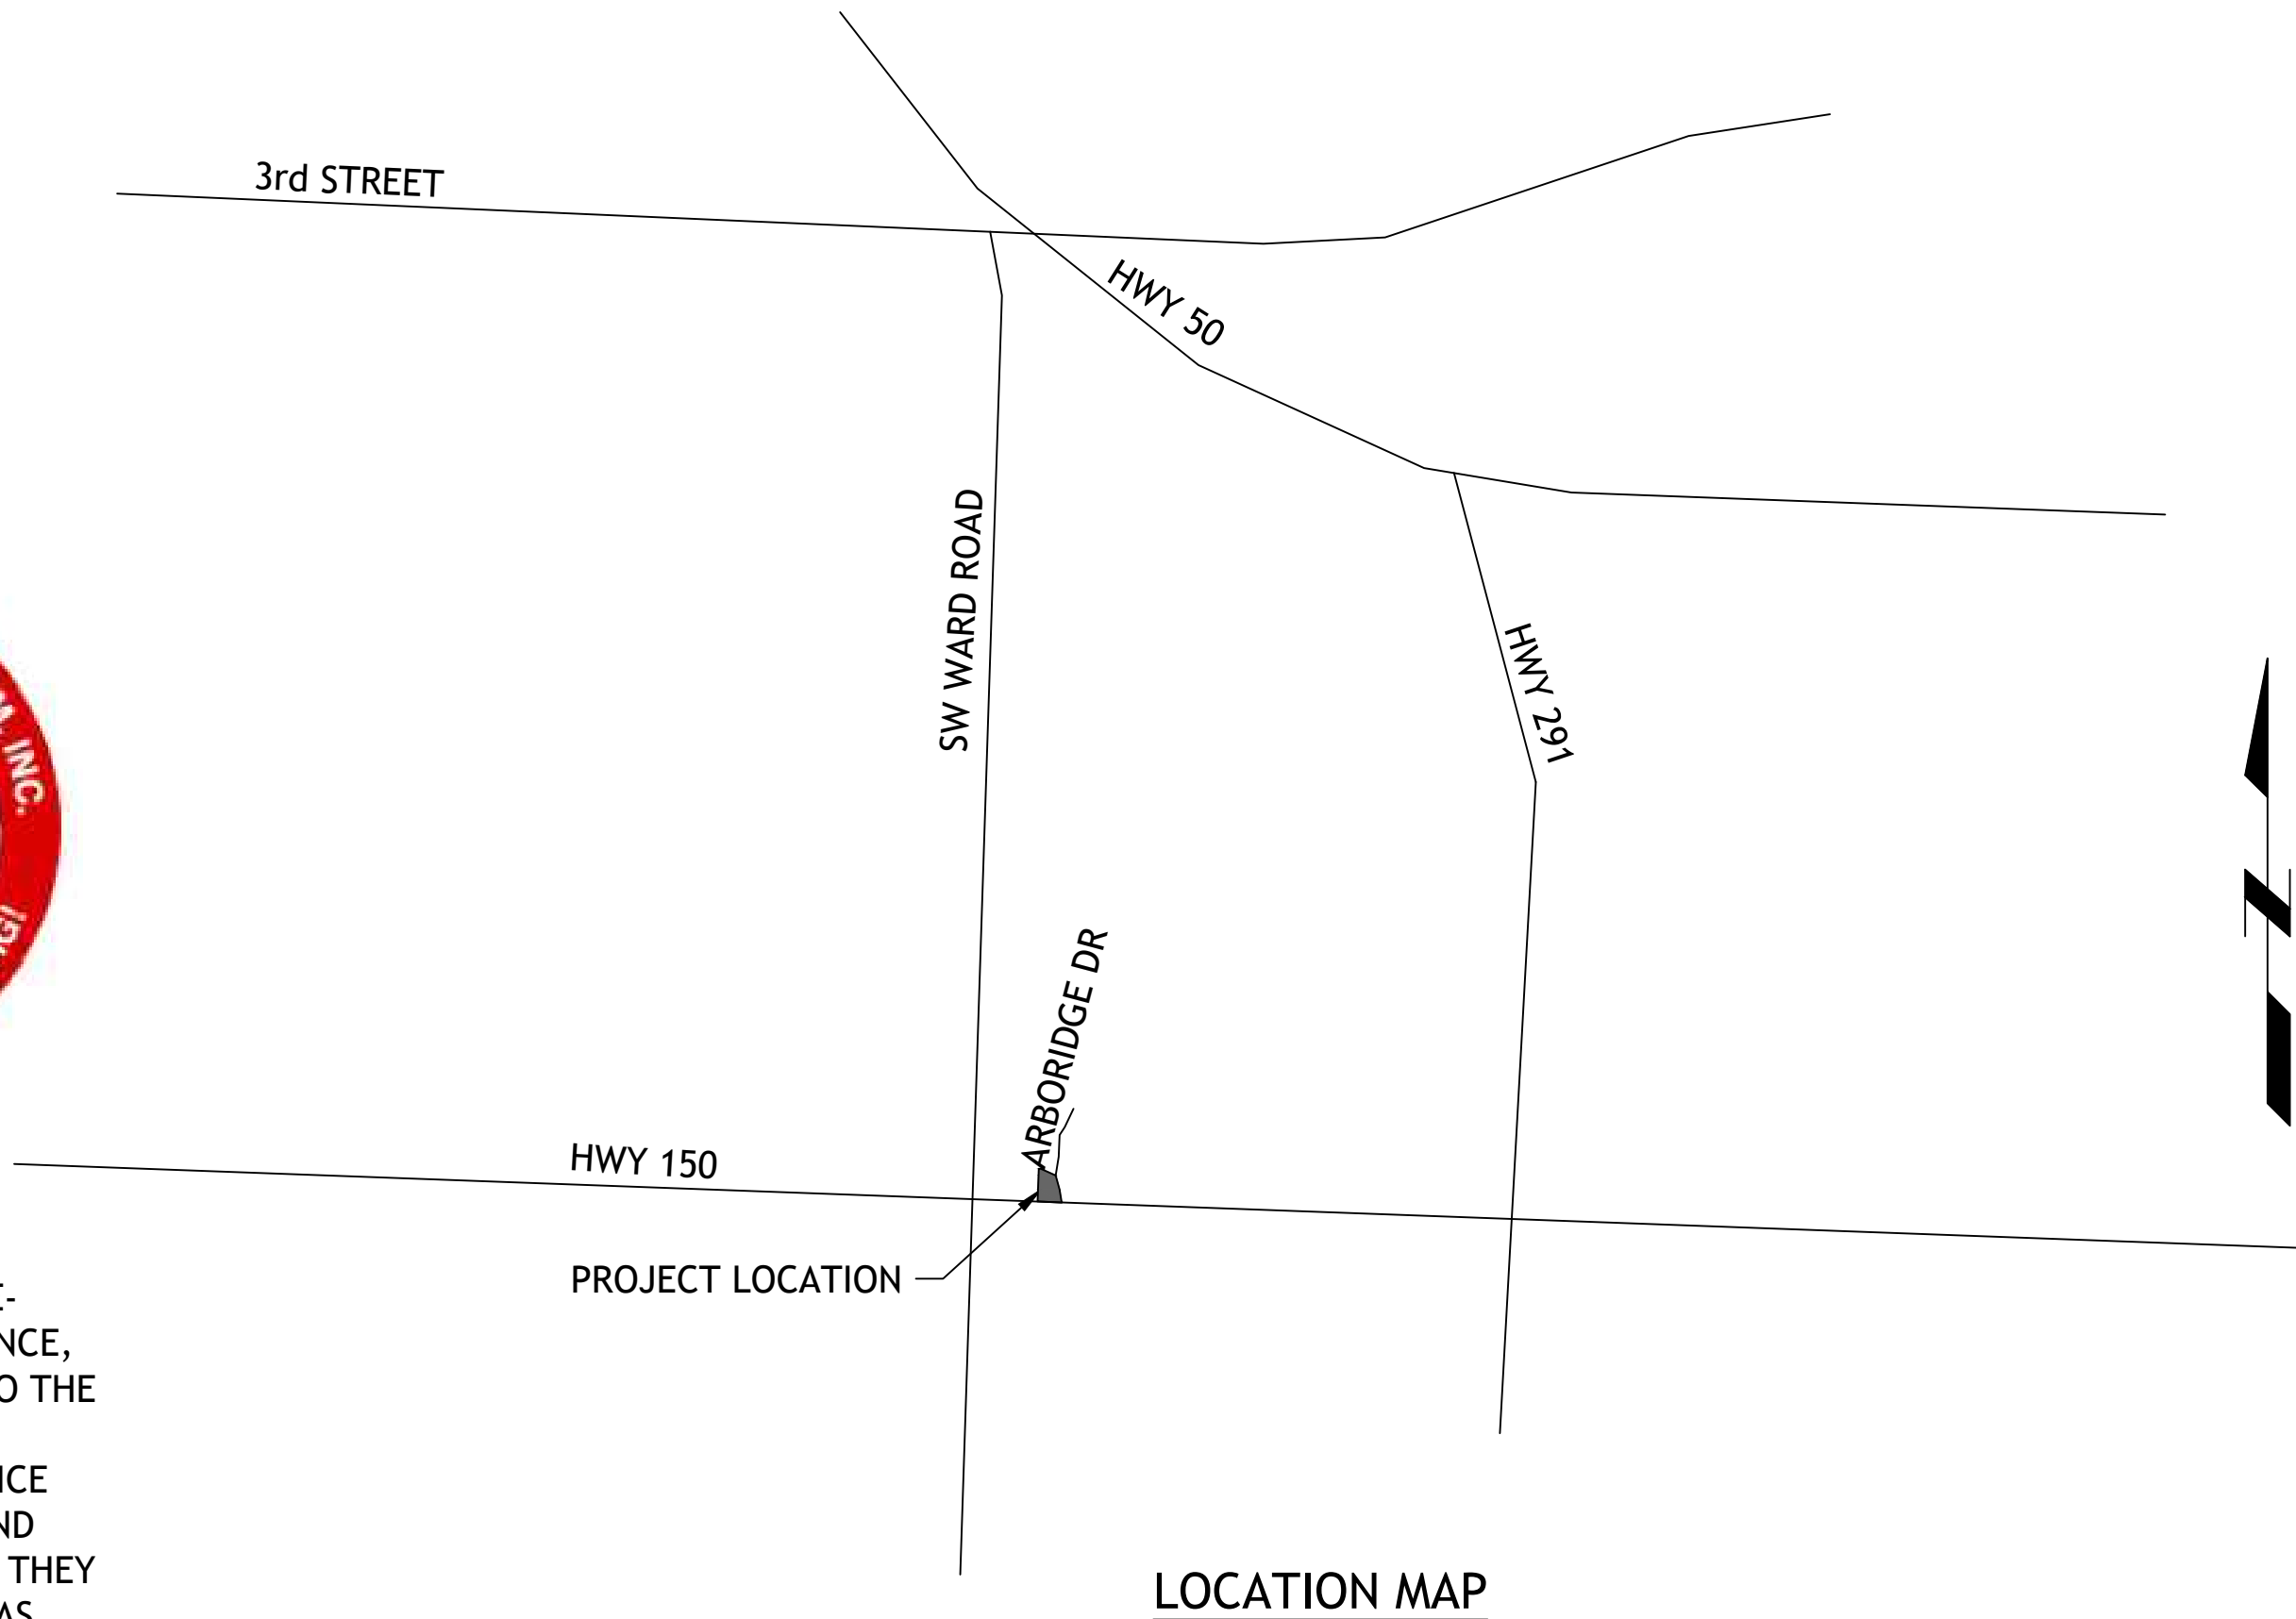 3rd STREET
HWY 50
SW WARD ROAD
HWY 291
INC.
ARBORIDGE DR
N
HWY 150
PROJECT LOCATION
NCE,
O THE
ICE
ND
THEY
AS
LOCATION MAP